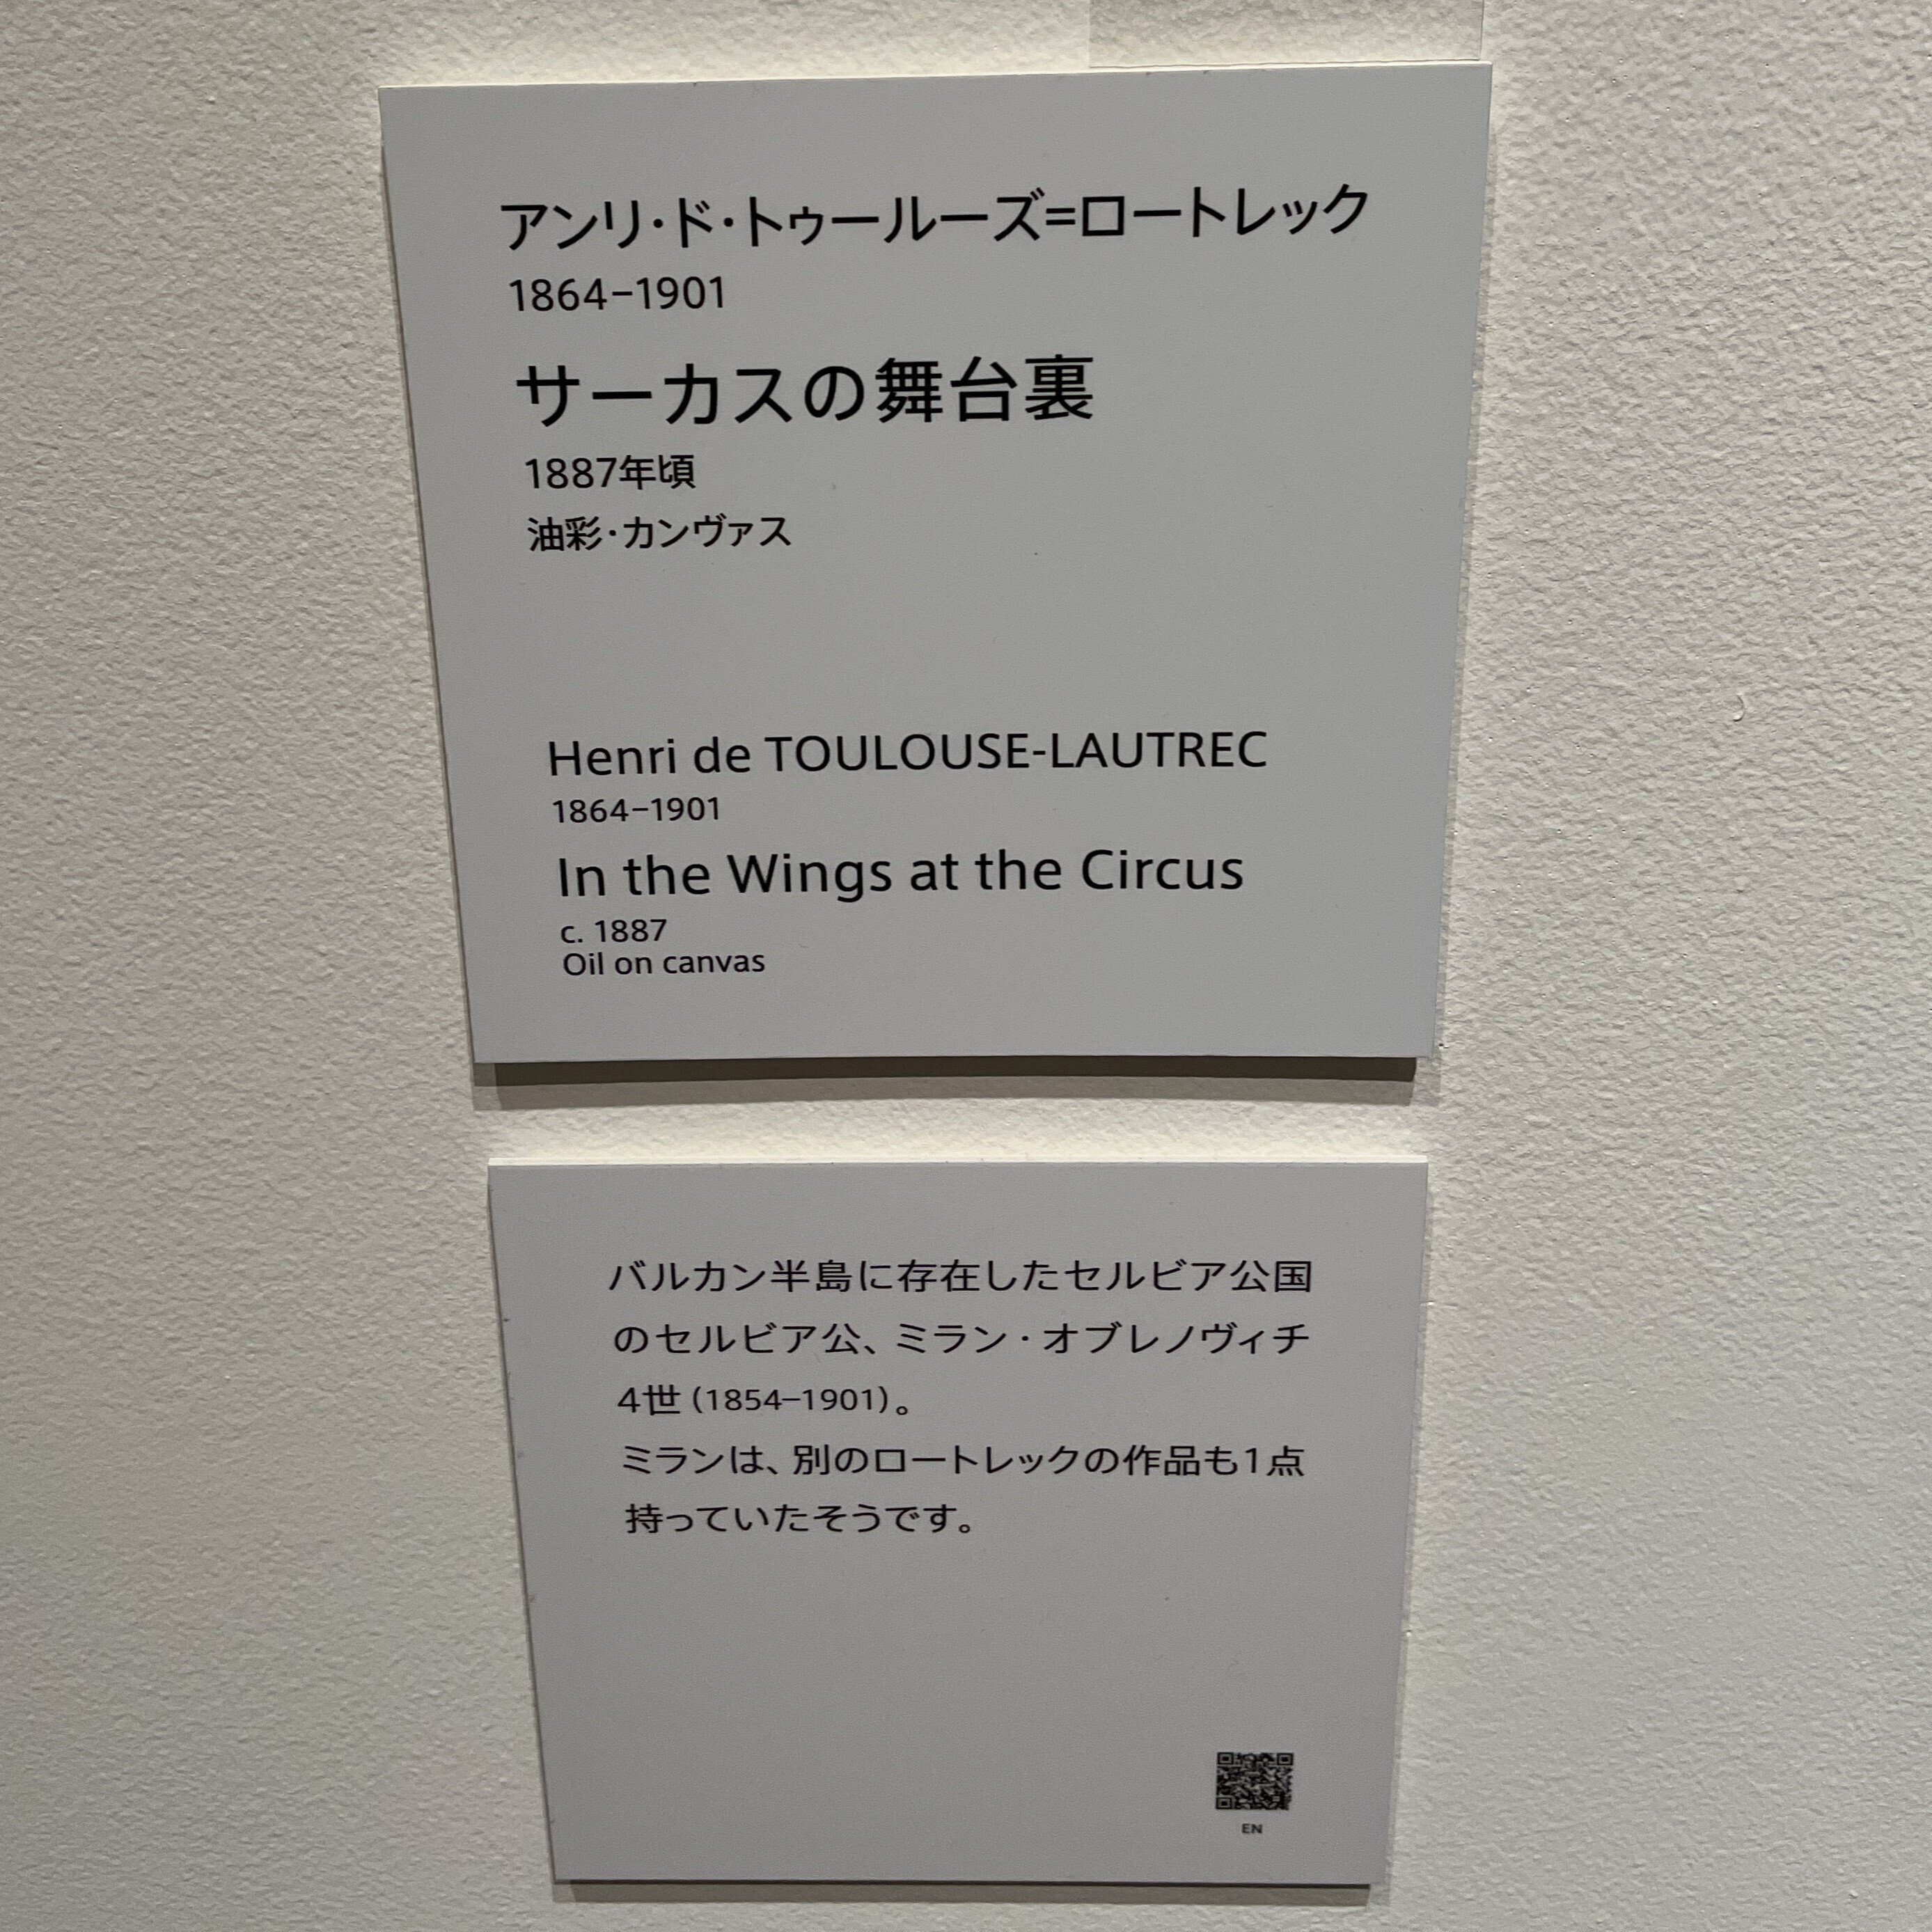 アンリ・ド・トゥールーズ=ロートレック
1864–1901
サーカスの舞台裏
1887年頃
油彩・カンヴァス
Henri de TOULOUSE-LAUTREC
1864–1901
In the Wings at the Circus
c. 1887
Oil on canvas
バルカン半島に存在したセルビア公国
のセルビア公、ミラン・オブレノヴィチ
4世（1854–1901）。
ミランは、別のロートレックの作品も1点
持っていたそうです。
EN